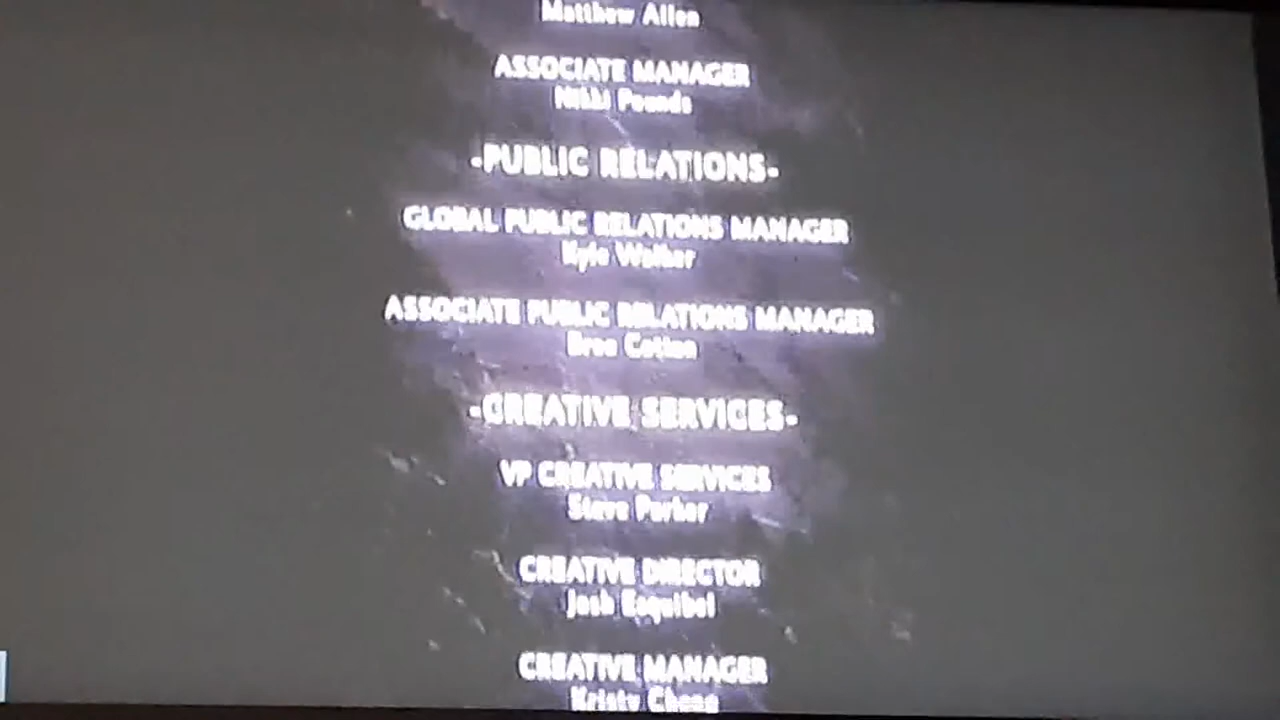 Matthew Allen
ASSOCIATE MANAGER
Nikki Pounds
-PUBLIC RELATIONS-
GLOBAL PUBLIC RELATIONS MANAGER
Kyle Walker
ASSOCIATE PUBLIC RELATIONS MANAGER
Bree
-CREATIVE SERVICES-
VP CREATIVE SERVICES
Steve Parker
CREATIVE DIRECTOR
Josh Esquibel
CREATIVE MANAGER
Kristy Cheng